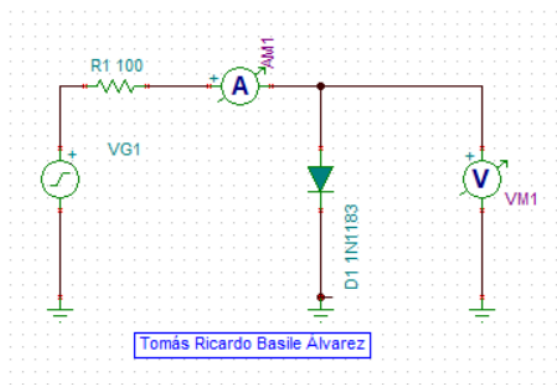 R1 100
AM1
A
VG1
V
VM1
D1 1N1183
Tomás Ricardo Basile Álvarez